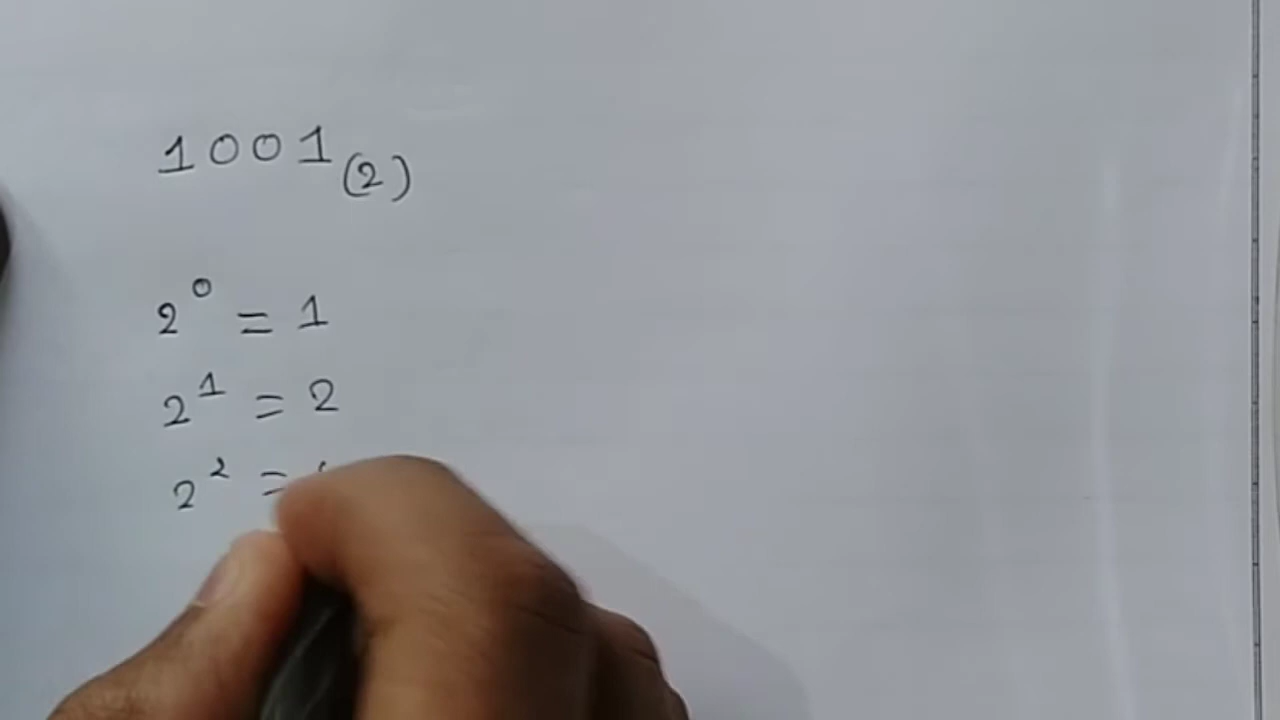 1001(2)
2⁰ = 1
2¹ = 2
2² =